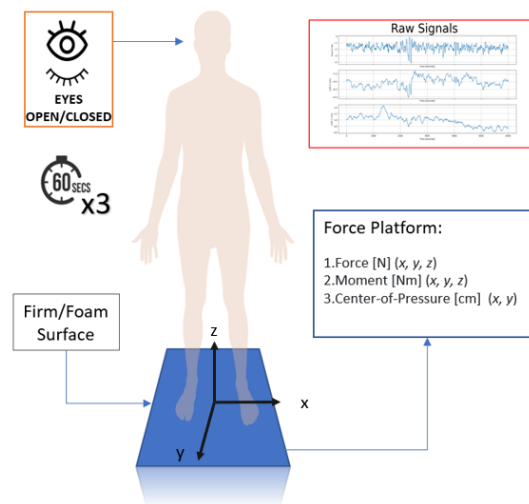 Raw Signals
EYES
OPEN/CLOSED
60
SECS
x3
Force Platform:
1.Force [N] (x, y, z)
2.Moment [Nm] (x, y, z)
3.Center-of-Pressure [cm] (x, y)
Firm/Foam
Surface
z
x
y